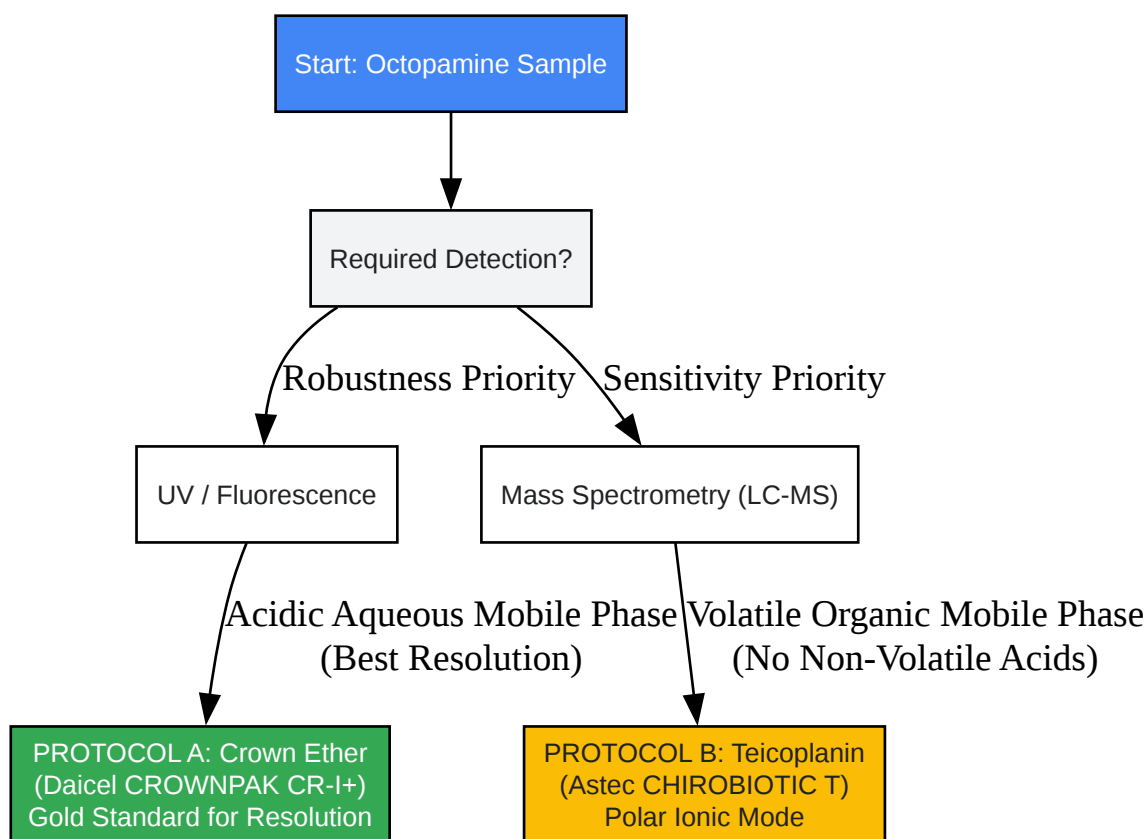 Start: Octopamine Sample
Required Detection?
Robustness Priority
Sensitivity Priority
UV / Fluorescence
Mass Spectrometry (LC-MS)
Acidic Aqueous Mobile Phase
(Best Resolution)
Volatile Organic Mobile Phase
(No Non-Volatile Acids)
PROTOCOL A: Crown Ether
(Daicel CROWNPAK CR-I+)
Gold Standard for Resolution
PROTOCOL B: Teicoplanin
(Astec CHIROBIOTIC T)
Polar Ionic Mode